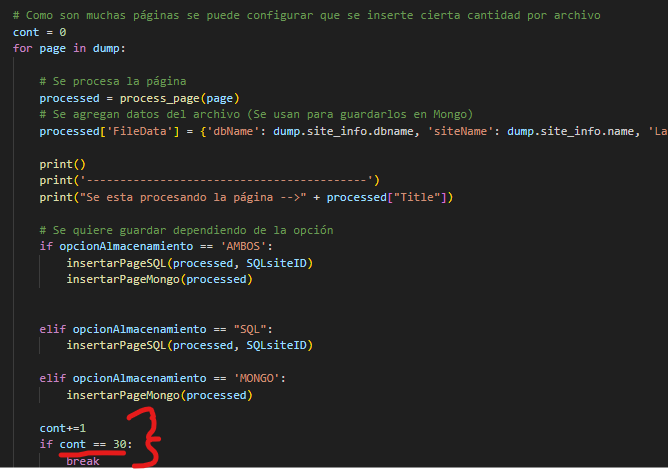 # Como son muchas páginas se puede configurar que se inserte cierta cantidad por archivo
cont = 0
for page in dump:
# Se procesa la página
processed = process_page(page)
# Se agregan datos del archivo (Se usan para guardarlos en Mongo)
processed['FileData'] = {'dbName': dump.site_info.dbname, 'siteName': dump.site_info.name, 'La
print()
print('------------------------------------------')
print("Se esta procesando la página -->" + processed["Title"])
# Se quiere guardar dependiendo de la opción
if opcionAlmacenamiento == 'AMBOS':
insertarPageSQL(processed, SQLsiteID)
insertarPageMongo(processed)
elif opcionAlmacenamiento == "SQL":
insertarPageSQL(processed, SQLsiteID)
elif opcionAlmacenamiento == 'MONGO':
insertarPageMongo(processed)
cont+=1
if cont == 30:
break